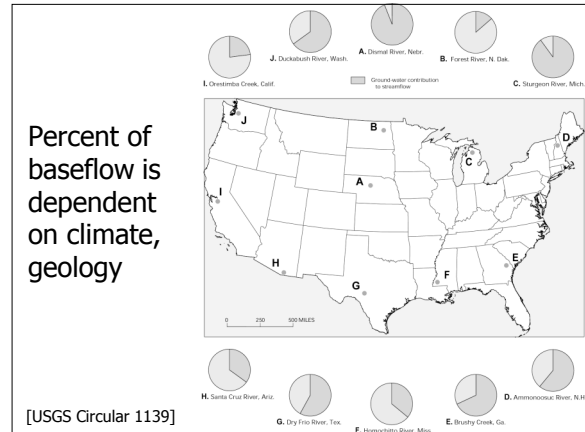 A. Dismal River, Nebr.
J. Duckabush River, Wash.
B. Forest River, N. Dak.
I. Orestimba Creek, Calif.
Ground-water contribution
to streamflow
C. Sturgeon River, Mich.
Percent of
baseflow is
dependent
on climate,
geology
J
B
D
C
A
I
H
G
F
E
0 250 500 MILES
H. Santa Cruz River, Ariz.
D. Ammonoosuc River, N.H
G. Dry Frio River, Tex.
E. Brushy Creek, Ga.
F. Homochitto River, Miss.
[USGS Circular 1139]